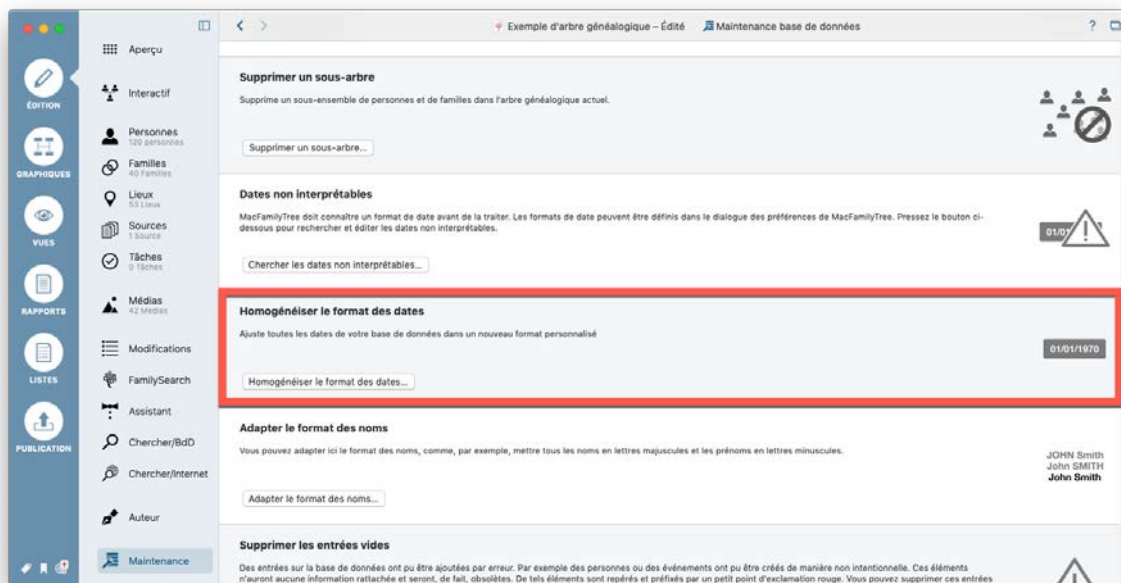 Exemple d'arbre généalogique – Édité
Maintenance base de données
?
ÉDITION
GRAPHIQUES
VUES
RAPPORTS
LISTES
PUBLICATION
Aperçu
Interactif
Personnes
120 personnes
Familles
40 Familles
Lieux
53 Lieux
Sources
1 Source
Tâches
0 Tâches
Médias
42 Médias
Modifications
FamilySearch
Assistant
Chercher/BdD
Chercher/Internet
Auteur
Maintenance
Supprimer un sous-arbre
Supprime un sous-ensemble de personnes et de familles dans l'arbre généalogique actuel.
Supprimer un sous-arbre...
Dates non interprétables
MacFamilyTree doit connaître un format de date avant de la traiter. Les formats de date peuvent être définis dans le dialogue des préférences de MacFamilyTree. Pressez le bouton ci-
dessous pour rechercher et éditer les dates non interprétables.
01/01
Chercher les dates non interprétables...
Homogénéiser le format des dates
Ajuste toutes les dates de votre base de données dans un nouveau format personnalisé
01/01/1970
Homogénéiser le format des dates...
Adapter le format des noms
Vous pouvez adapter ici le format des noms, comme, par exemple, mettre tous les noms en lettres majuscules et les prénoms en lettres minuscules.
JOHN Smith
John SMITH
John Smith
Adapter le format des noms...
Supprimer les entrées vides
Des entrées sur la base de données ont pu être ajoutées par erreur. Par exemple des personnes ou des événements ont pu être créés de manière non intentionnelle. Ces éléments
n'auront aucune information rattachée et seront, de fait, obsolètes. De tels éléments sont repérés et préfixés par un petit point d'exclamation rouge. Vous pouvez supprimer ces entrées